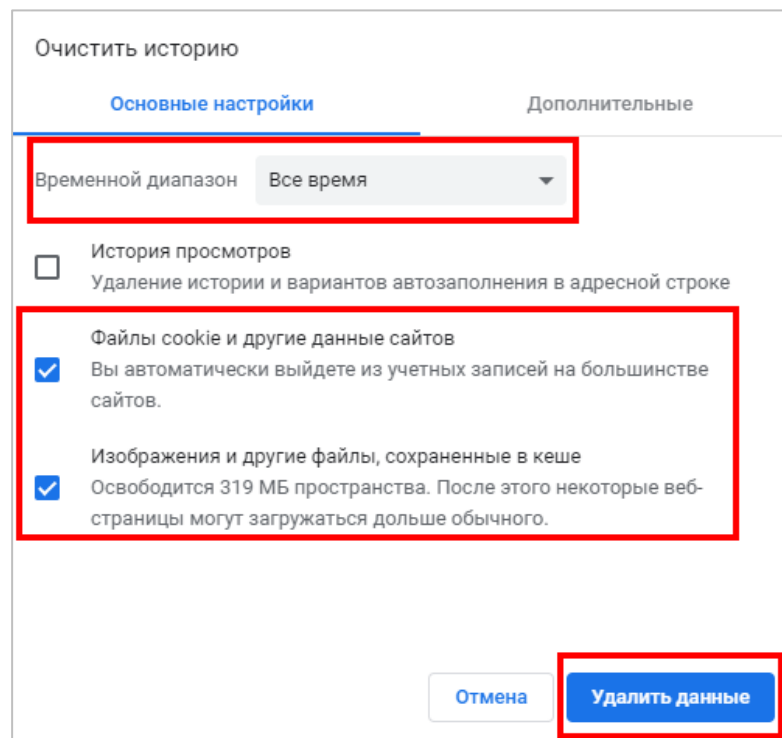 Очистить историю
Основные настройки
Дополнительные
Временной диапазон
Все время
История просмотров
Удаление истории и вариантов автозаполнения в адресной строке
Файлы cookie и другие данные сайтов
Вы автоматически выйдете из учетных записей на большинстве
сайтов.
Изображения и другие файлы, сохраненные в кеше
Освободится 319 МБ пространства. После этого некоторые веб-
страницы могут загружаться дольше обычного.
Отмена
Удалить данные